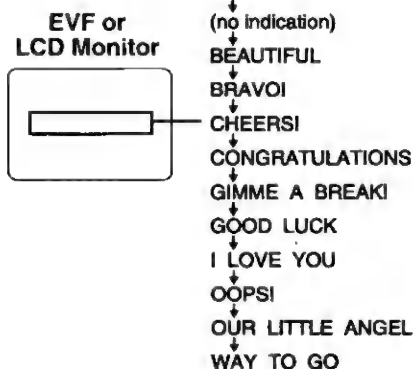 EVF or
LCD Monitor
(no indication)
BEAUTIFUL
BRAVO!
CHEERS!
CONGRATULATIONS
GIMME A BREAK!
GOOD LUCK
I LOVE YOU
OOPS!
OUR LITTLE ANGEL
WAY TO GO